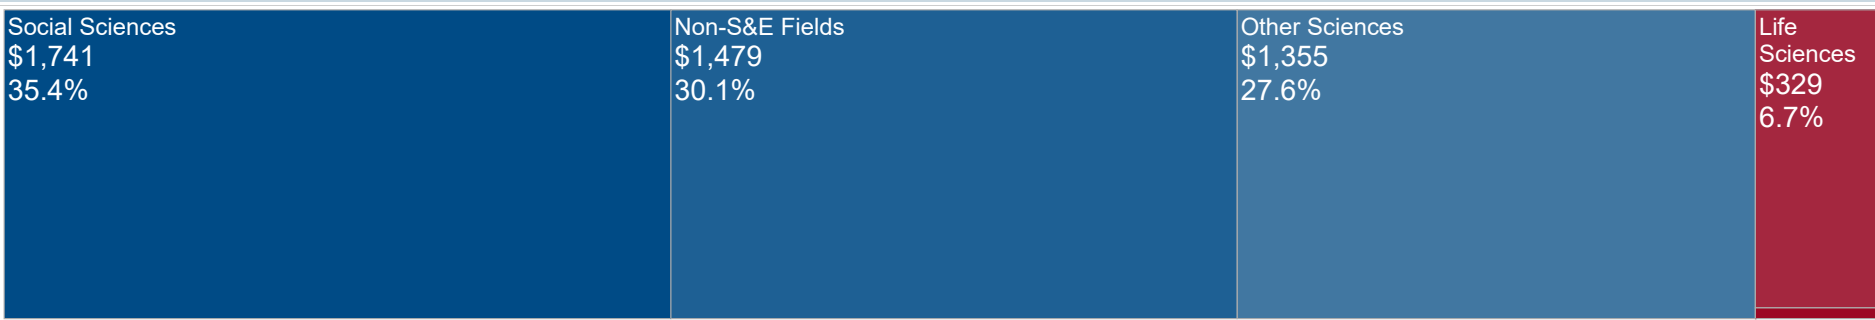 Social Sciences
$1,741
35.4%
Non-S&E Fields
$1,479
30.1%
Other Sciences
$1,355
27.6%
Life
Sciences
$329
6.7%